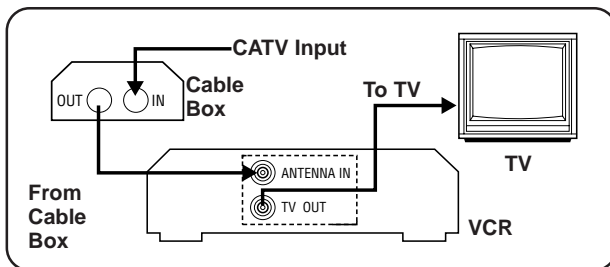 CATV Input
Cable
Box
OUT
IN
To TV
TV
ANTENNA IN
TV OUT
From
Cable
Box
VCR